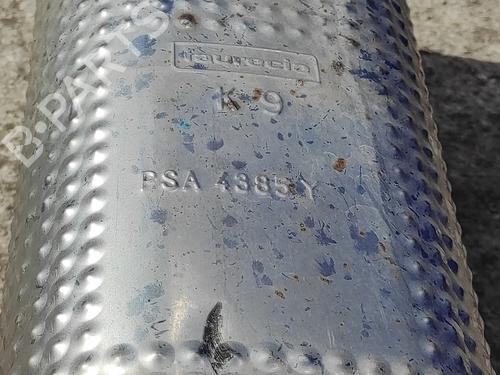 B-PARTS
faurecia
K 9
PSA 4385 Y